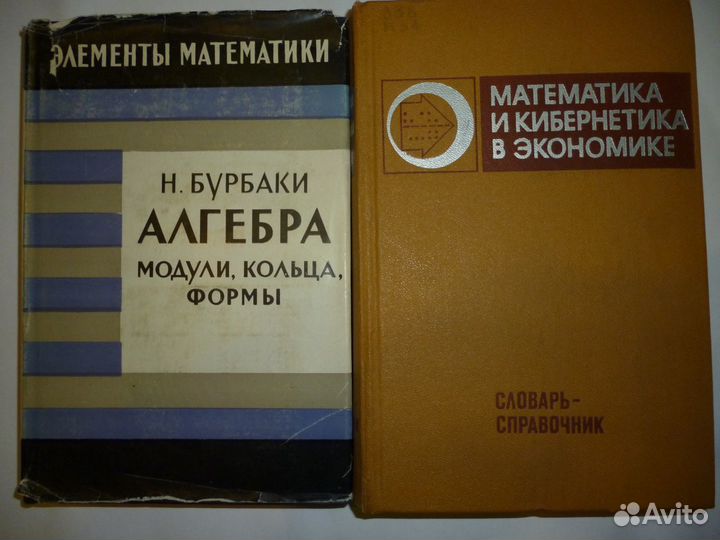 ЭЛЕМЕНТЫ МАТЕМАТИКИ
Н. БУРБАКИ
АЛГЕБРА
МОДУЛИ, КОЛЬЦА,
ФОРМЫ
МАТЕМАТИКА
И КИБЕРНЕТИКА
В ЭКОНОМИКЕ
СЛОВАРЬ-
СПРАВОЧНИК
Avito